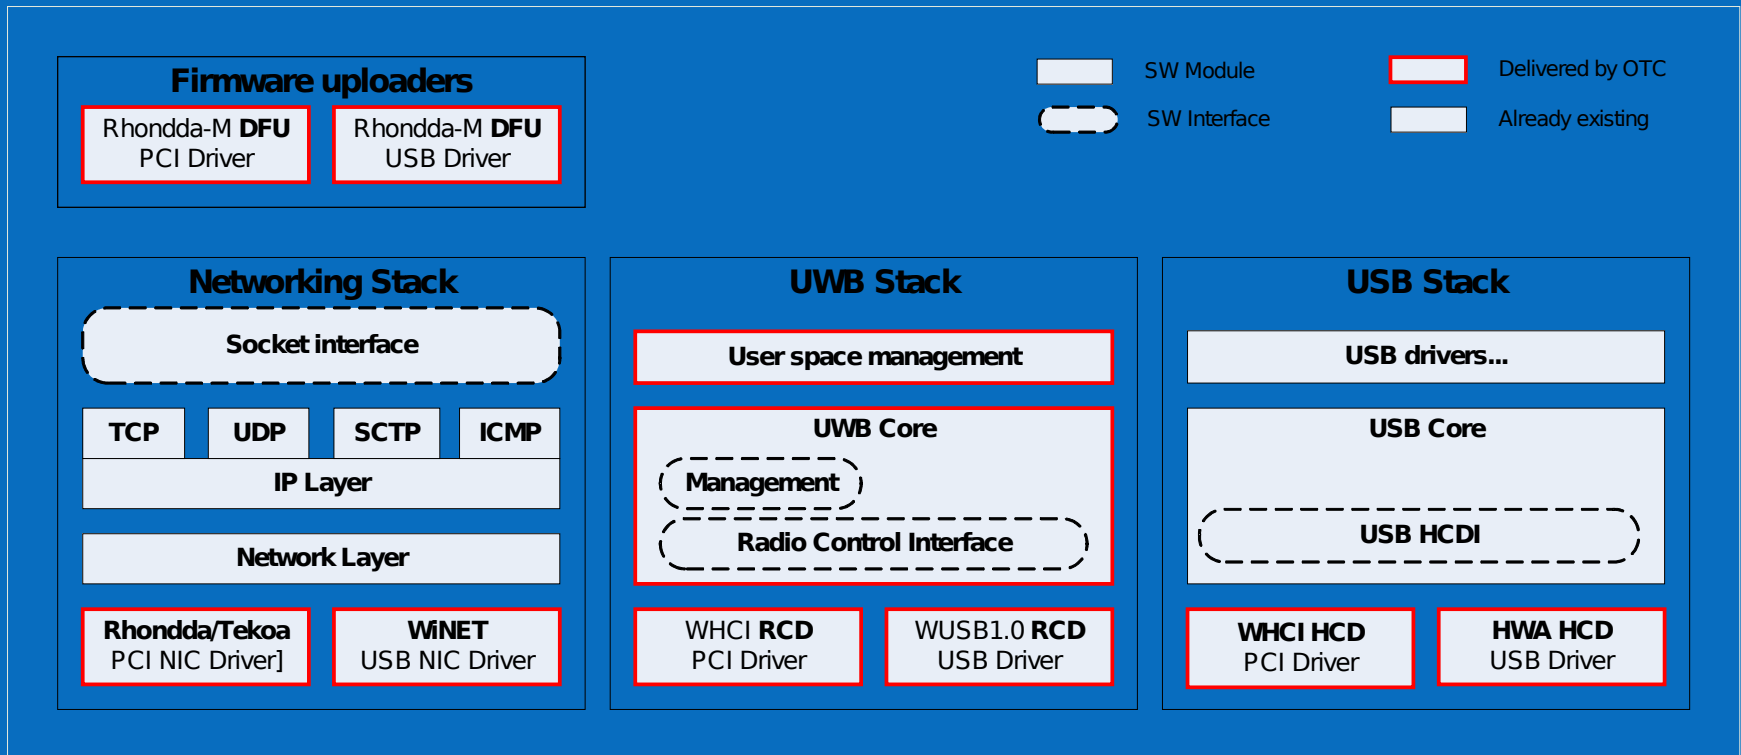 Firmware uploaders
Rhondda-M DFU
PCI Driver
Rhondda-M DFU
USB Driver
SW Module
Delivered by OTC
SW Interface
Already existing
Networking Stack
Socket interface
TCP
UDP
SCTP
ICMP
IP Layer
Network Layer
Rhondda/Tekoa
PCI NIC Driver]
WiNET
USB NIC Driver
UWB Stack
User space management
UWB Core
Management
Radio Control Interface
WHCI RCD
PCI Driver
WUSB1.0 RCD
USB Driver
USB Stack
USB drivers...
USB Core
USB HCDI
WHCI HCD
PCI Driver
HWA HCD
USB Driver